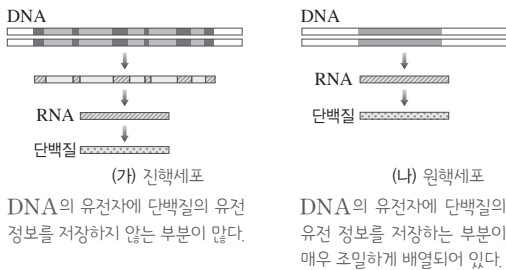 DNA
RNA
단백질
(가) 진핵세포
DNA의 유전자에 단백질의 유전
정보를 저장하지 않는 부분이 많다.
DNA
RNA
단백질
(나) 원핵세포
DNA의 유전자에 단백질의
유전 정보를 저장하는 부분이
매우 조밀하게 배열되어 있다.